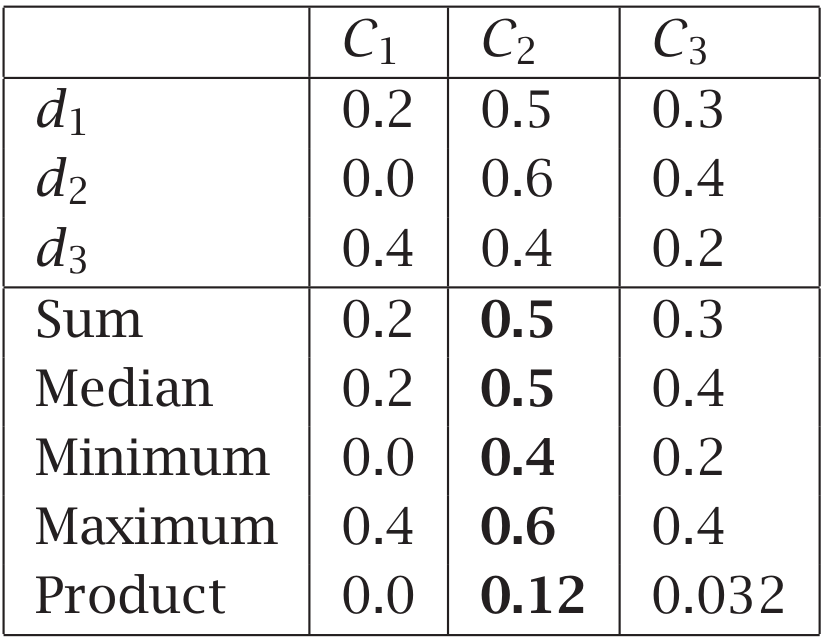 C₁ C₂ C₃
d₁ 0.2 0.5 0.3
d₂ 0.0 0.6 0.4
d₃ 0.4 0.4 0.2
Sum 0.2 0.5 0.3
Median 0.2 0.5 0.4
Minimum 0.0 0.4 0.2
Maximum 0.4 0.6 0.4
Product 0.0 0.12 0.032